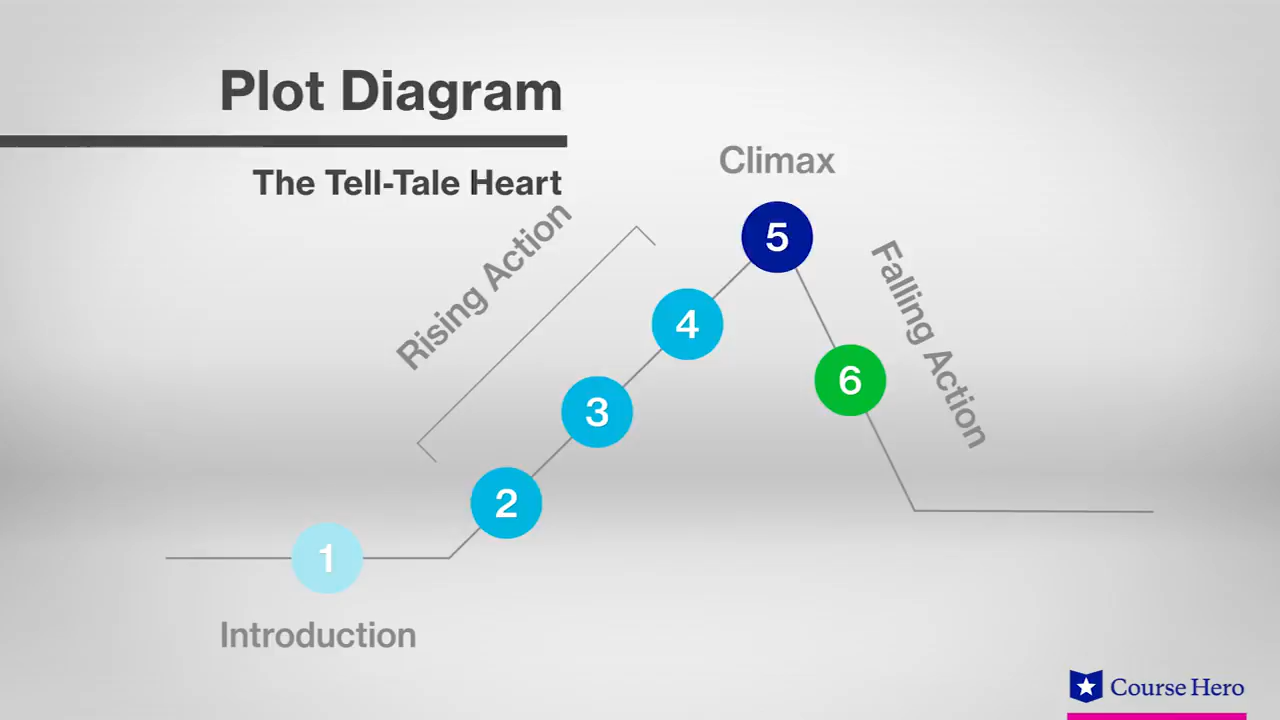 Plot Diagram
The Tell-Tale Heart
Climax
5
Rising Action
Falling Action
4
6
3
2
1
Introduction
Course Hero